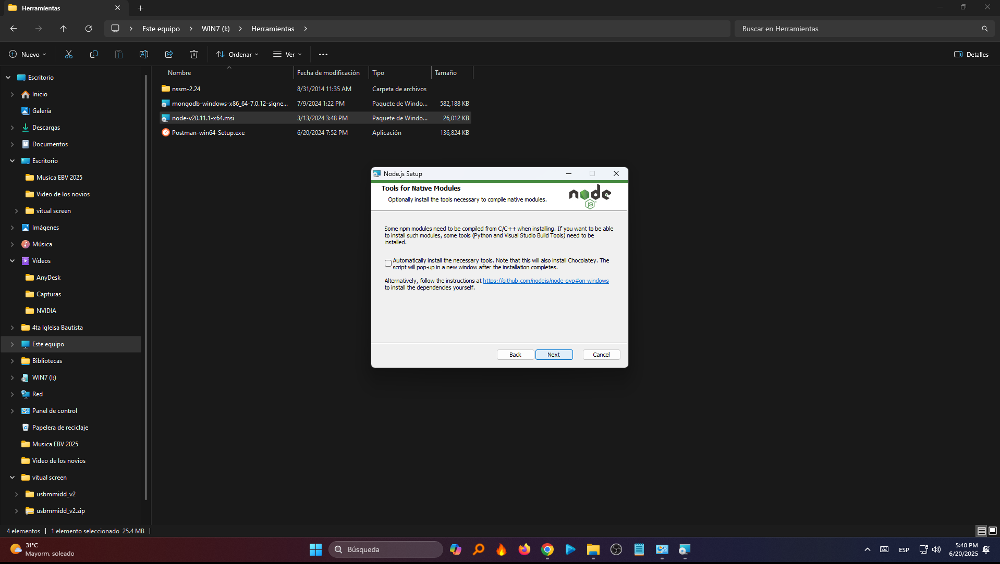 Herramientas
Este equipo
WIN7 (I:)
Herramientas
Buscar en Herramientas
Nuevo
Ordenar
Ver
Detalles
Nombre
Fecha de modificación
Tipo
Tamaño
nssm-2.24
8/31/2014 11:35 AM
Carpeta de archivos
mongodb-windows-x86_64-7.0.12-signe...
7/9/2024 1:22 PM
Paquete de Windo...
582,188 KB
node-v20.11.1-x64.msi
3/13/2024 3:48 PM
Paquete de Windo...
26,012 KB
Postman-win64-Setup.exe
6/20/2024 7:52 PM
Aplicación
136,824 KB
Escritorio
Inicio
Galería
Descargas
Documentos
Escritorio
Musica EBV 2025
Video de los novios
vitual screen
Imágenes
Música
Vídeos
AnyDesk
Capturas
NVIDIA
4ta Igleisa Bautista
Este equipo
Bibliotecas
WIN7 (I:)
Red
Panel de control
Papelera de reciclaje
Musica EBV 2025
Video de los novios
vitual screen
usbmmidd_v2
usbmmidd_v2.zip
Node.js Setup
Tools for Native Modules
Optionally install the tools necessary to compile native modules.
node
JS
Some npm modules need to be compiled from C/C++ when installing. If you want to be able
to install such modules, some tools (Python and Visual Studio Build Tools) need to be
installed.
Automatically install the necessary tools. Note that this will also install Chocolatey. The
script will pop-up in a new window after the installation completes.
Alternatively, follow the instructions at https://github.com/nodejs/node-gyp#on-windows
to install the dependencies yourself.
Back
Next
Cancel
4 elementos
1 elemento seleccionado 25.4 MB
31°C
Mayorm. soleado
Búsqueda
ESP
5:40 PM
6/20/2025